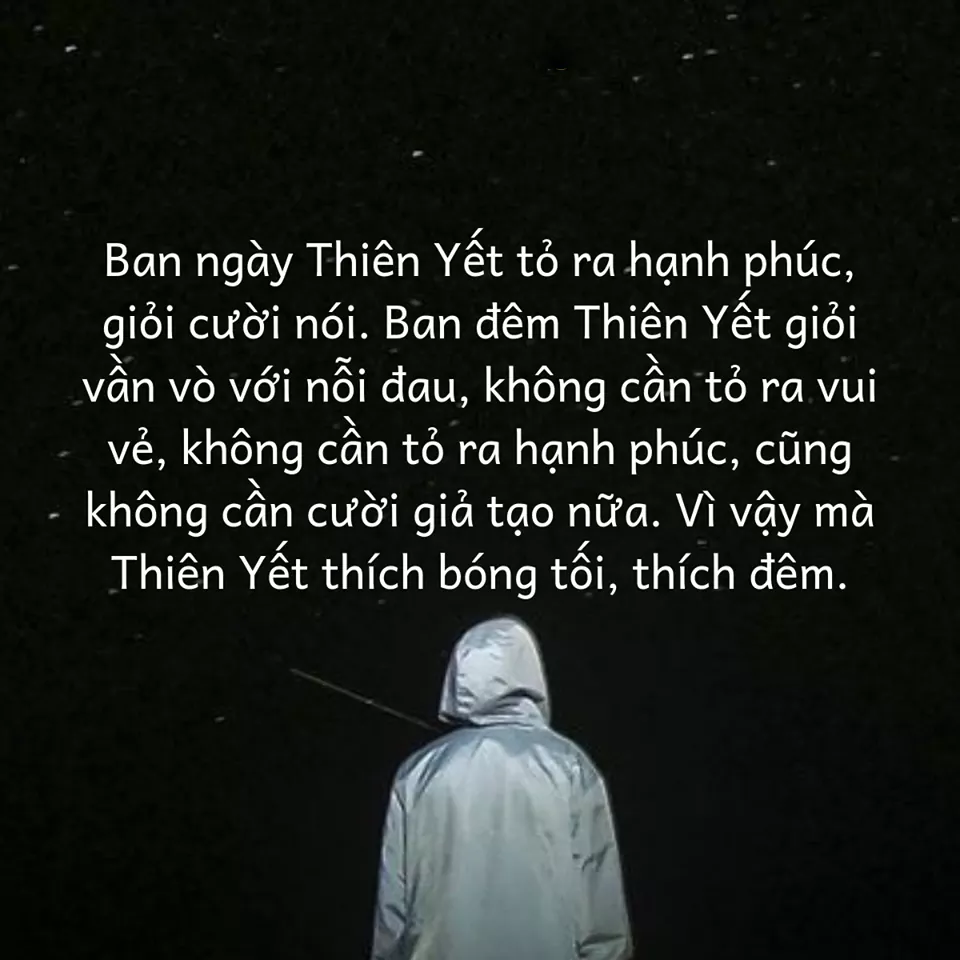 Ban ngày Thiên Yết tỏ ra hạnh phúc,
giỏi cười nói. Ban đêm Thiên Yết giỏi
vần vò với nỗi đau, không cần tỏ ra vui
vẻ, không cần tỏ ra hạnh phúc, cũng
không cần cười giả tạo nữa. Vì vậy mà
Thiên Yết thích bóng tối, thích đêm.